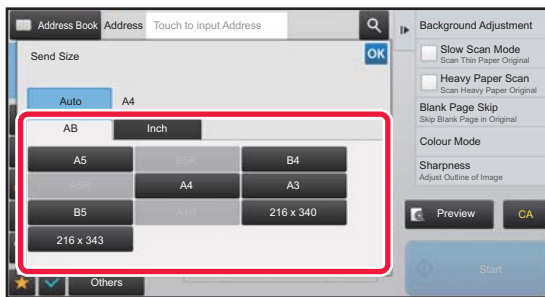 Address Book Address Touch to input Address
Send Size
OK
Auto A4
AB Inch
A5 B5R B4
A5R A4 A3
B5 A4R 216 x 340
216 x 343
Others
Background Adjustment
Slow Scan Mode
Scan Thin Paper Original
Heavy Paper Scan
Scan Heavy Paper Original
Blank Page Skip
Skip Blank Page in Original
Colour Mode
Sharpness
Adjust Outline of Image
Preview CA
Start